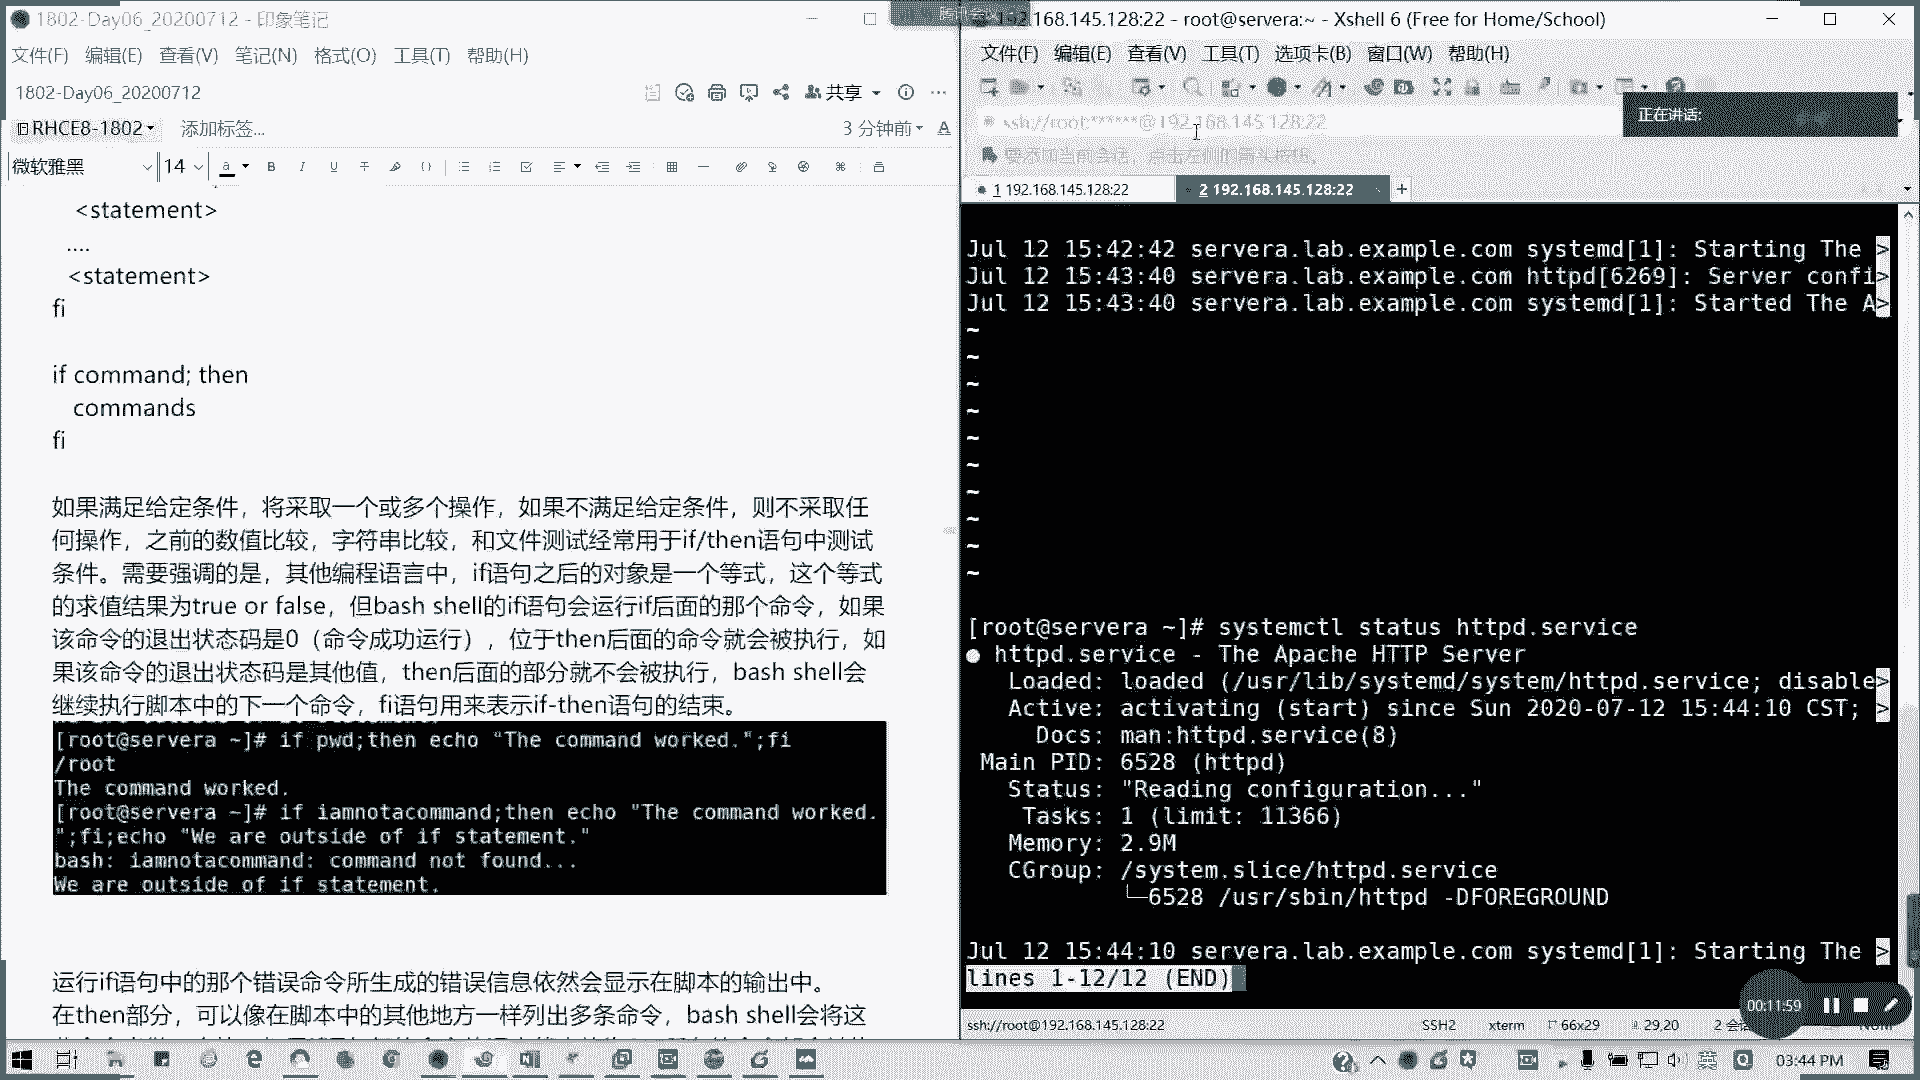 1802-Day06_20200712 - 印象笔记
文件(F) 编辑(E) 查看(V) 笔记(N) 格式(O) 工具(T) 帮助(H)
1802-Day06_20200712
共享
RHCE8-1802 添加标签...
3 分钟前
微软雅黑 14
<statement>
....
<statement>
fi
if command; then
commands
fi
如果满足给定条件，将采取一个或多个操作，如果不满足给定条件，则不采取任
何操作，之前的数值比较，字符串比较，和文件测试经常用于if/then语句中测试
条件。需要强调的是，其他编程语言中，if语句之后的对象是一个等式，这个等式
的求值结果为true or false，但bash shell的if语句会运行if后面的那个命令，如果
该命令的退出状态码是0（命令成功运行），位于then后面的命令就会被执行，如
果该命令的退出状态码是其他值，then后面的部分就不会被执行，bash shell会
继续执行脚本中的下一个命令，fi语句用来表示if-then语句的结束。
[root@servera ~]# if pwd;then echo "The command worked.";fi
/root
The command worked.
[root@servera ~]# if iamnotacommand;then echo "The command worked.
";fi;echo "We are outside of if statement."
bash: iamnotacommand: command not found...
We are outside of if statement.
运行if语句中的那个错误命令所生成的错误信息依然会显示在脚本的输出中。
在then部分，可以像在脚本中的其他地方一样列出多条命令，bash shell会将这
192.168.145.128:22 - root@servera:~ - Xshell 6 (Free for Home/School)
文件(F) 编辑(E) 查看(V) 工具(T) 选项卡(B) 窗口(W) 帮助(H)
正在讲话:
ssh://root:******@192.168.145.128:22
要添加当前会话，点击左侧的箭头按钮。
1 192.168.145.128:22
2 192.168.145.128:22
Jul 12 15:42:42 servera.lab.example.com systemd[1]: Starting The >
Jul 12 15:43:40 servera.lab.example.com httpd[6269]: Server confi>
Jul 12 15:43:40 servera.lab.example.com systemd[1]: Started The A>
~
~
~
~
~
~
~
~
~
~
[root@servera ~]# systemctl status httpd.service
● httpd.service - The Apache HTTP Server
Loaded: loaded (/usr/lib/systemd/system/httpd.service; disable>
Active: activating (start) since Sun 2020-07-12 15:44:10 CST; >
Docs: man:httpd.service(8)
Main PID: 6528 (httpd)
Status: "Reading configuration..."
Tasks: 1 (limit: 11366)
Memory: 2.9M
CGroup: /system.slice/httpd.service
└─6528 /usr/sbin/httpd -DFOREGROUND
Jul 12 15:44:10 servera.lab.example.com systemd[1]: Starting The >
lines 1-12/12 (END)
00:11:59
ssh://root@192.168.145.128:22 SSH2 xterm 66x29 29,20 2 会
英 03:44 PM